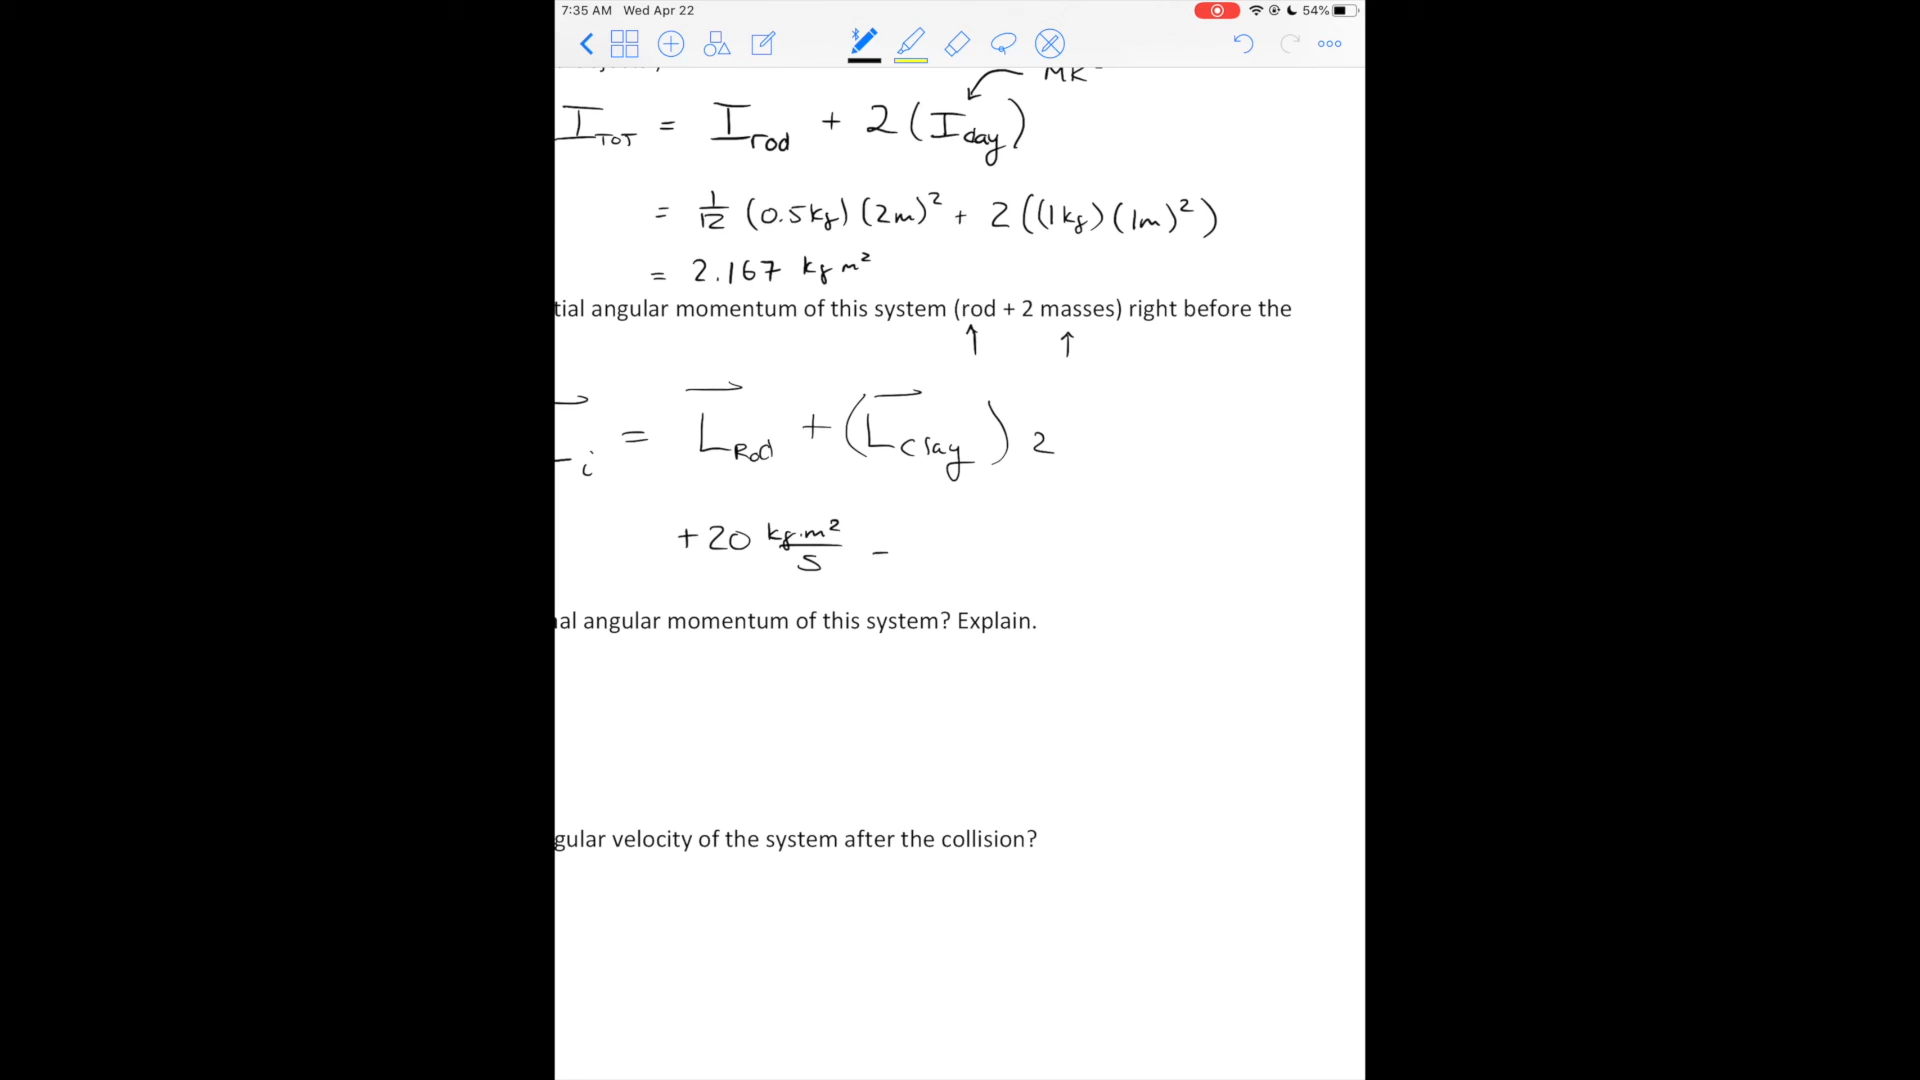 7:35 AM Wed Apr 22 54%
MR
I_TOT = I_rod + 2 (I_clay)
= 1/12 (0.5kg) (2m)² + 2 ((1kg) (1m)²)
= 2.167 kg m²
tial angular momentum of this system (rod + 2 masses) right before the
i = L_Rod + (L_Clay) 2
+20 kg·m²/s -
al angular momentum of this system? Explain.
gular velocity of the system after the collision?